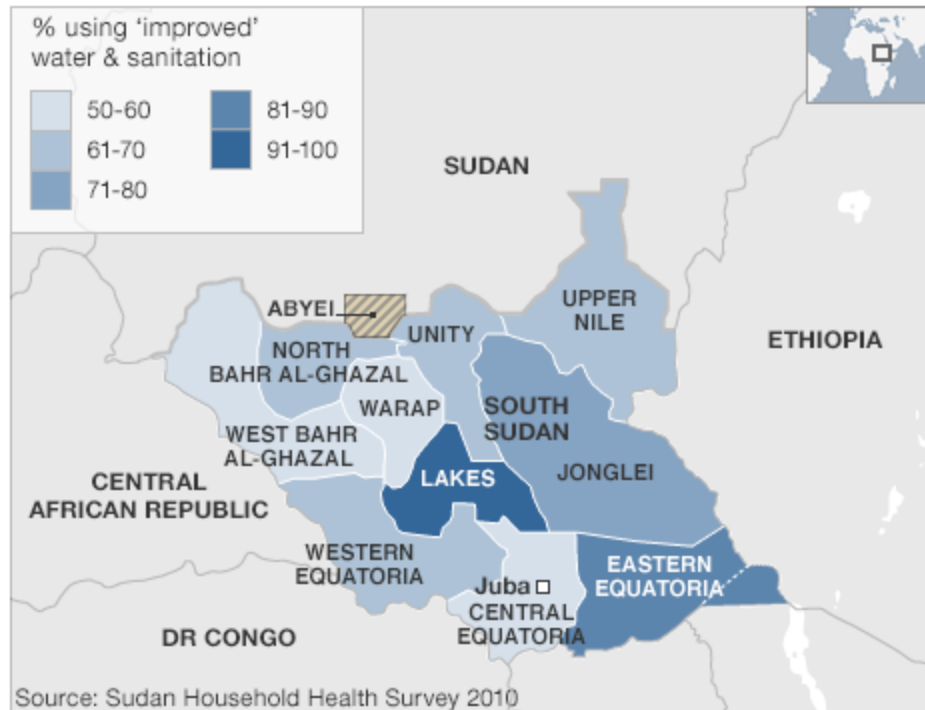 % using ‘improved’
water & sanitation
50-60
61-70
71-80
81-90
91-100
SUDAN
ABYEI
UNITY
UPPER
NILE
ETHIOPIA
NORTH
BAHR AL-GHAZAL
WARAP
SOUTH
SUDAN
WEST BAHR
AL-GHAZAL
LAKES
JONGLEI
CENTRAL
AFRICAN REPUBLIC
WESTERN
EQUATORIA
EASTERN
EQUATORIA
Juba
CENTRAL
EQUATORIA
DR CONGO
Source: Sudan Household Health Survey 2010